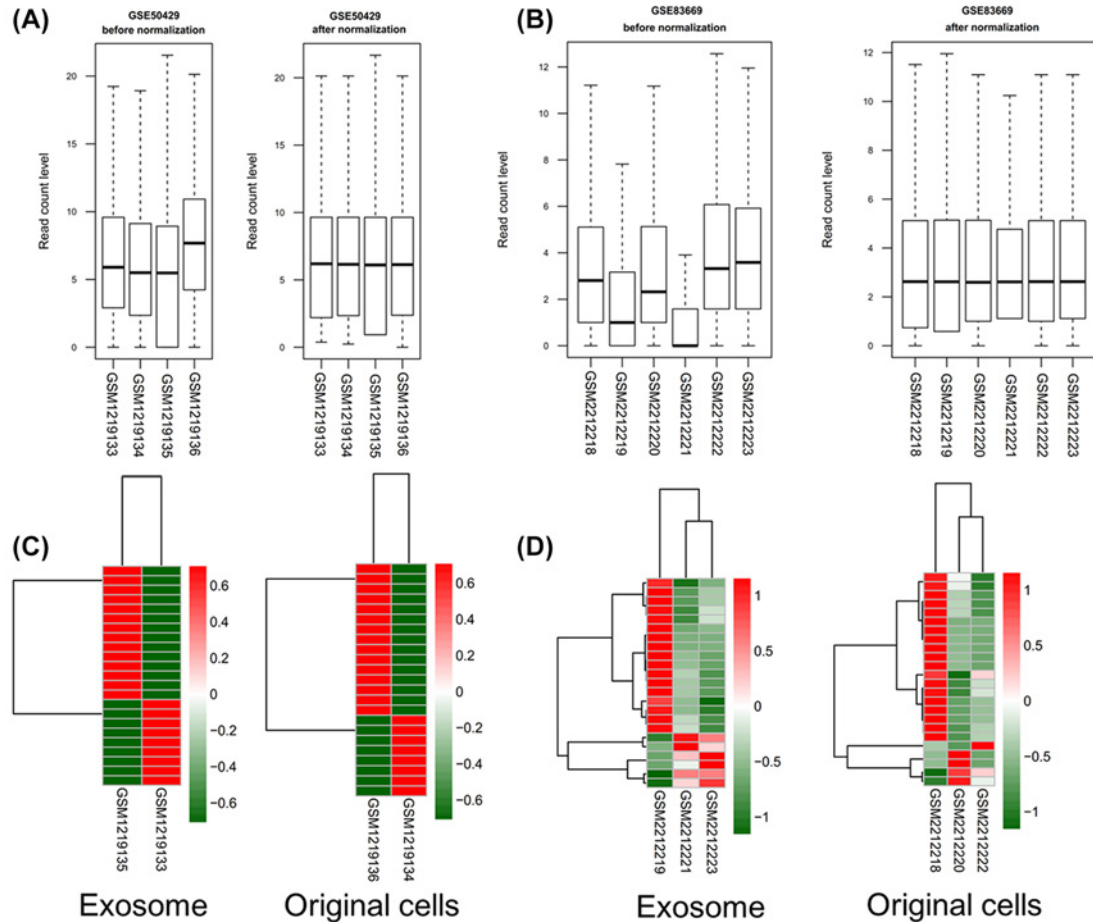 (A)
GSE50429
before normalization
GSE50429
after normalization
Read count level
20
15
10
5
0
GSM1219133
GSM1219134
GSM1219135
GSM1219136
Read count level
20
15
10
5
0
GSM1219133
GSM1219134
GSM1219135
GSM1219136
(B)
GSE83669
before normalization
GSE83669
after normalization
Read count level
12
10
8
6
4
2
0
GSM2212218
GSM2212219
GSM2212220
GSM2212221
GSM2212222
GSM2212223
Read count level
12
10
8
6
4
2
0
GSM2212218
GSM2212219
GSM2212220
GSM2212221
GSM2212222
GSM2212223
(C)
0.6
0.4
0.2
0
−0.2
−0.4
−0.6
GSM1219135
GSM1219133
Exosome
0.6
0.4
0.2
0
−0.2
−0.4
−0.6
GSM1219136
GSM1219134
Original cells
(D)
1
0.5
0
−0.5
−1
GSM2212219
GSM2212221
GSM2212223
Exosome
1
0.5
0
−0.5
−1
GSM2212218
GSM2212220
GSM2212222
Original cells